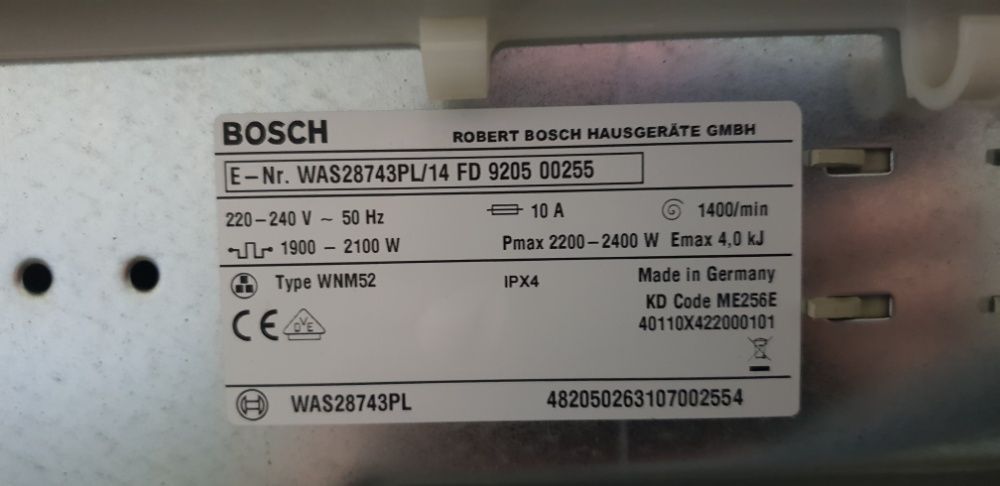 BOSCH ROBERT BOSCH HAUSGERÄTE GMBH
E-Nr. WAS28743PL/14 FD 9205 00255
220-240 V ~ 50 Hz 10 A 1400/min
1900 - 2100 W Pmax 2200-2400 W Emax 4,0 kJ
Type WNM52 IPX4 Made in Germany
KD Code ME256E
CE DVE 40110X422000101
WAS28743PL 482050263107002554